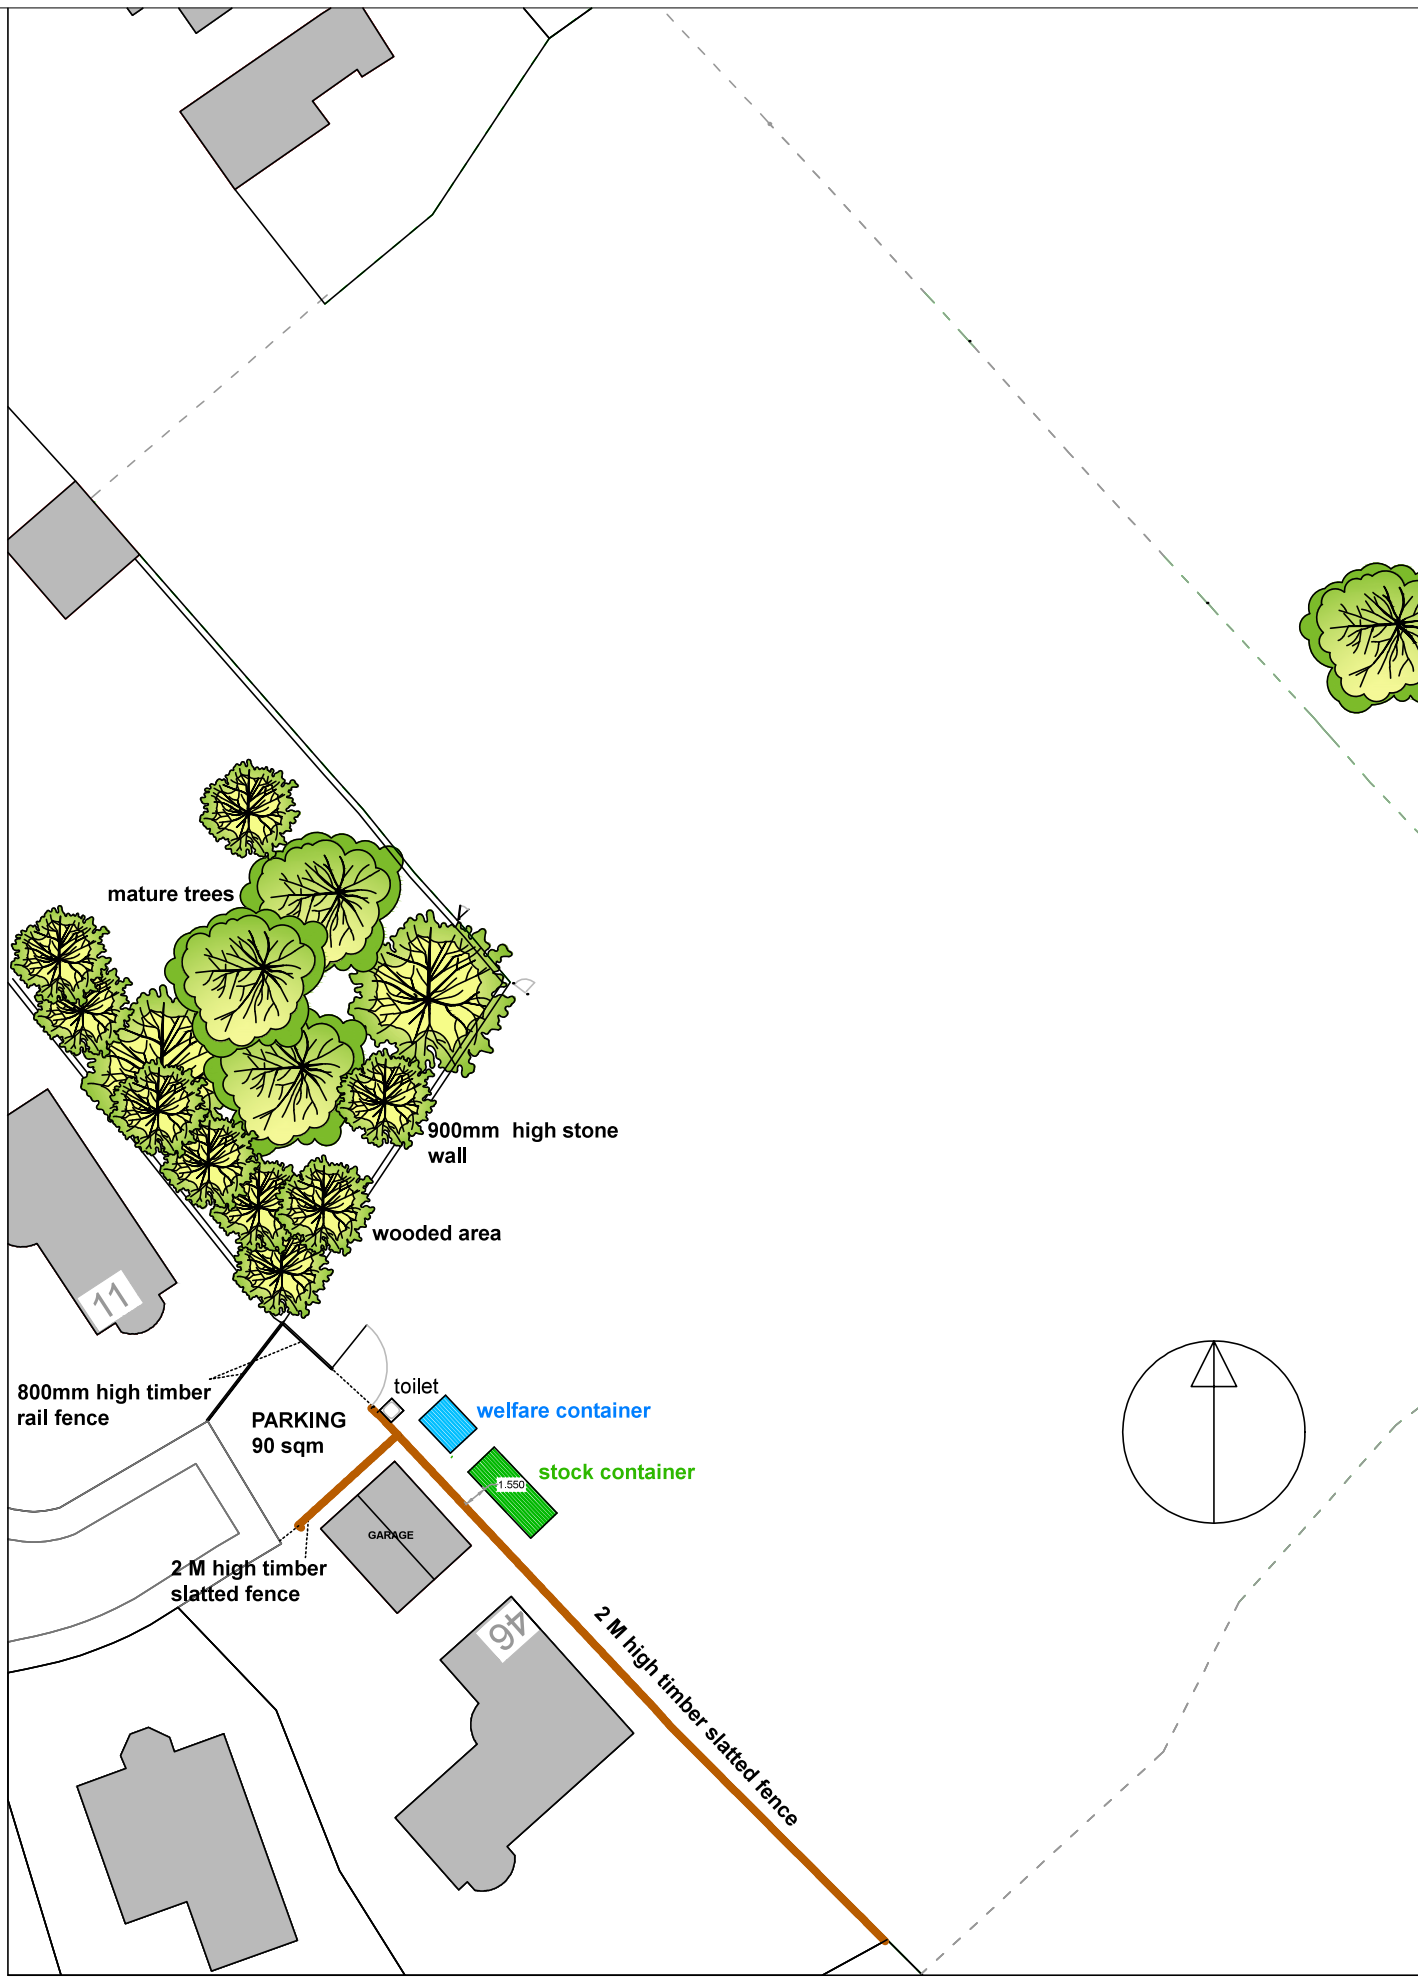 mature trees
900mm high stone
wall
wooded area
11
800mm high timber
rail fence
toilet
PARKING
90 sqm
welfare container
stock container
1.550
GARAGE
2 M high timber
slatted fence
46
2 M high timber slatted fence